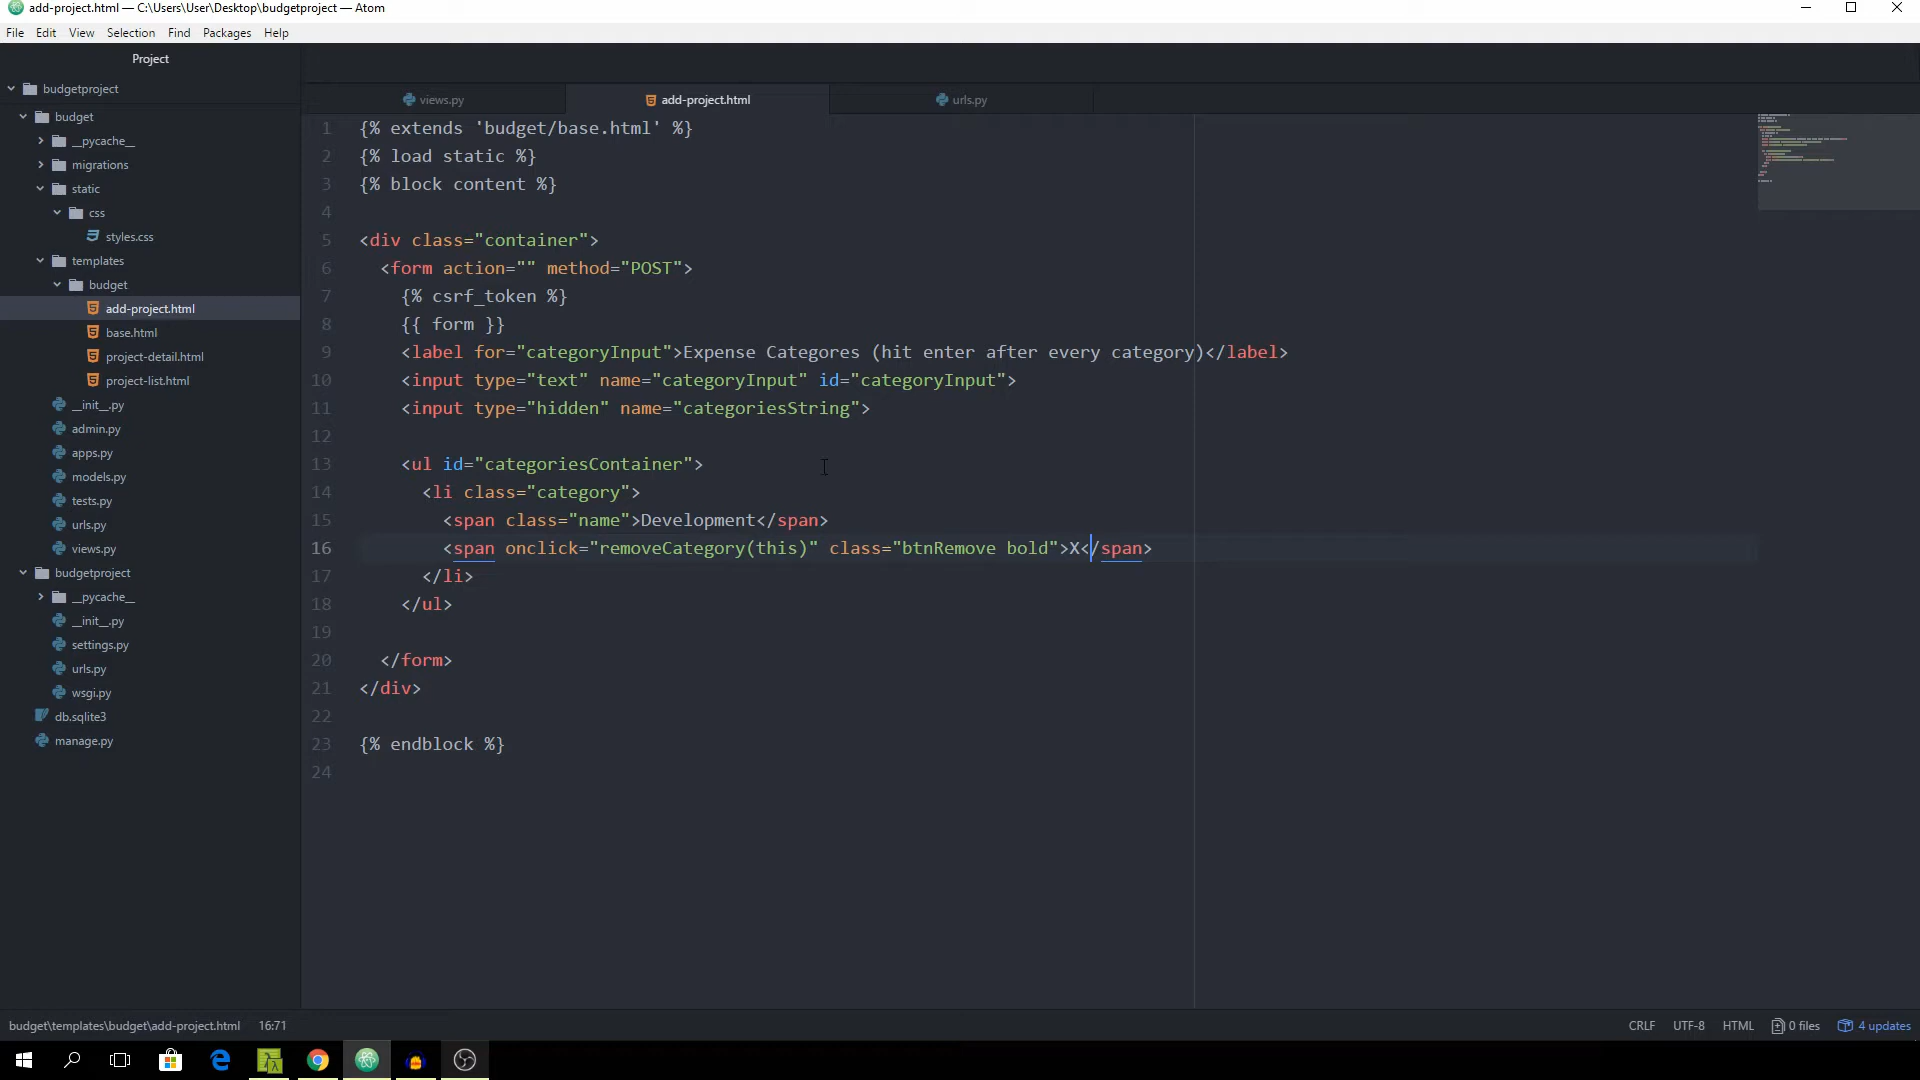 add-project.html — C:\Users\User\Desktop\budgetproject — Atom
File Edit View Selection Find Packages Help
Project
budgetproject
budget
__pycache__
migrations
static
css
styles.css
templates
budget
add-project.html
base.html
project-detail.html
project-list.html
__init__.py
admin.py
apps.py
models.py
tests.py
urls.py
views.py
budgetproject
__pycache__
__init__.py
settings.py
urls.py
wsgi.py
db.sqlite3
manage.py
views.py add-project.html urls.py
1 {% extends 'budget/base.html' %}
2 {% load static %}
3 {% block content %}
4
5 <div class="container">
6 <form action="" method="POST">
7 {% csrf_token %}
8 {{ form }}
9 <label for="categoryInput">Expense Categores (hit enter after every category)</label>
10 <input type="text" name="categoryInput" id="categoryInput">
11 <input type="hidden" name="categoriesString">
12
13 <ul id="categoriesContainer">
14 <li class="category">
15 <span class="name">Development</span>
16 <span onclick="removeCategory(this)" class="btnRemove bold">X</span>
17 </li>
18 </ul>
19
20 </form>
21 </div>
22
23 {% endblock %}
24
budget\templates\budget\add-project.html 16:71 CRLF UTF-8 HTML 0 files 4 updates